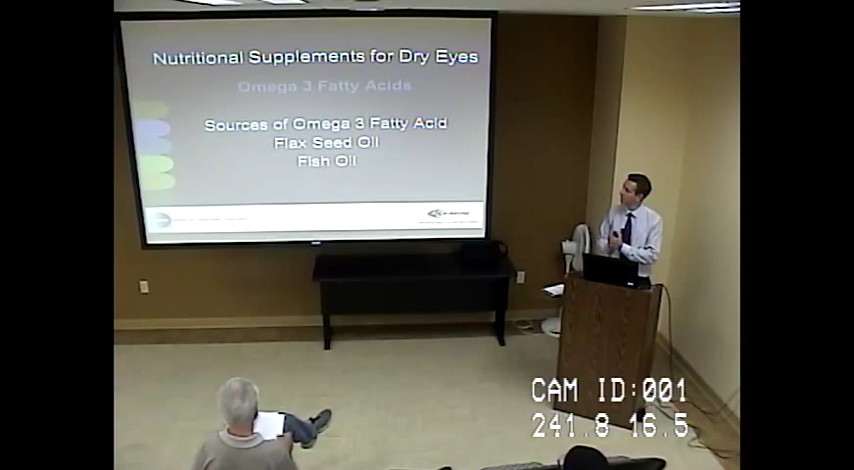 Nutritional Supplements for Dry Eyes
Omega 3 Fatty Acids
Sources of Omega 3 Fatty Acid
Flax Seed Oil
Fish Oil
CAM ID:001
241.8 16.5